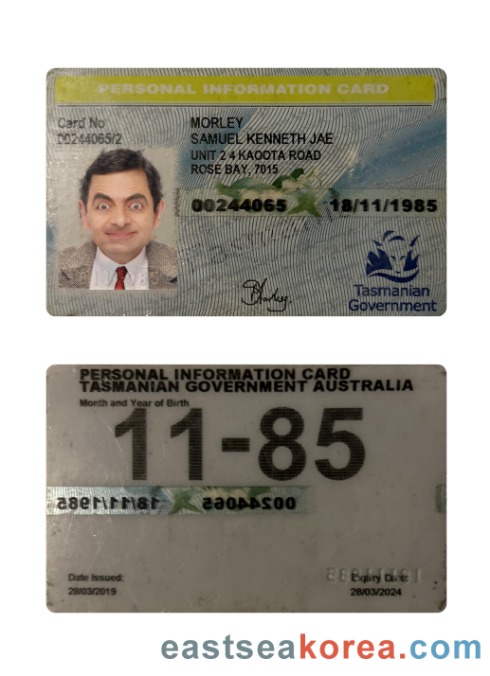 PERSONAL INFORMATION CARD
Card No
00244065/2
MORLEY
SAMUEL KENNETH JAE
UNIT 2 4 KAOOTA ROAD
ROSE BAY, 7015
00244065 18/11/1985
SMorley.
Tasmanian
Government
PERSONAL INFORMATION CARD
TASMANIAN GOVERNMENT AUSTRALIA
Month and Year of Birth
11-85
18/11/1985 00244065
Date Issued:
28/03/2019
Expiry Date:
28/03/2024
eastseakorea.com